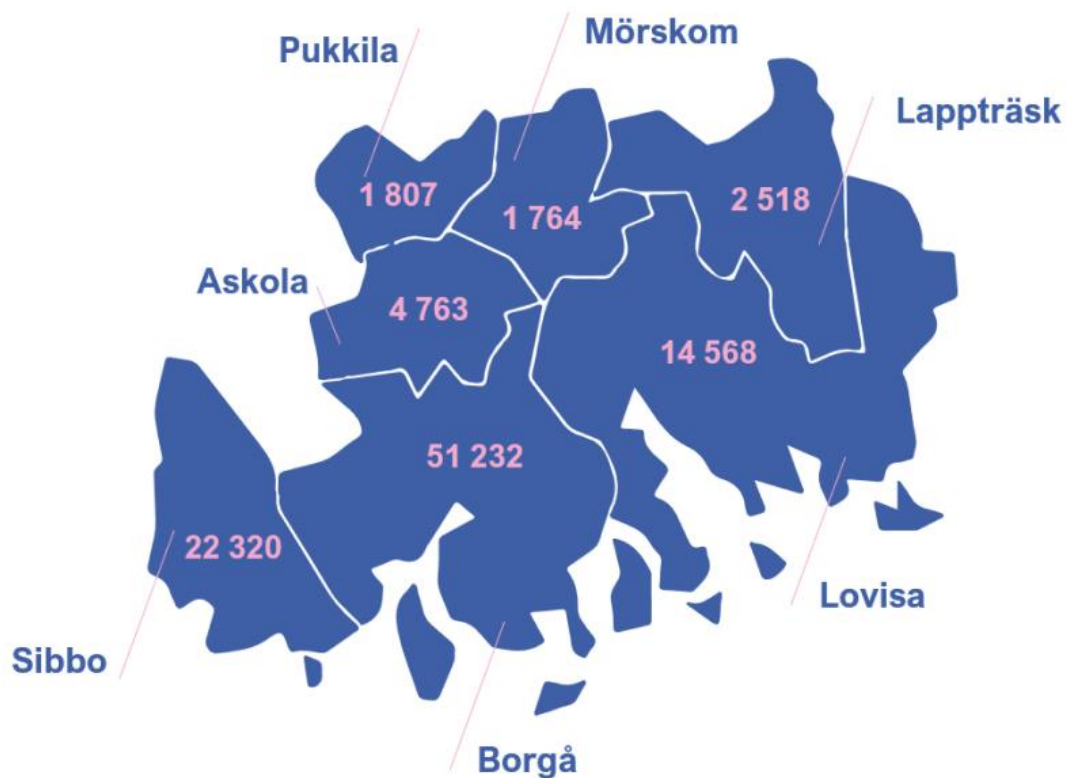 Mörskom
Pukkila
Lappträsk
1 807
1 764
2 518
Askola
4 763
14 568
51 232
22 320
Lovisa
Sibbo
Borgå